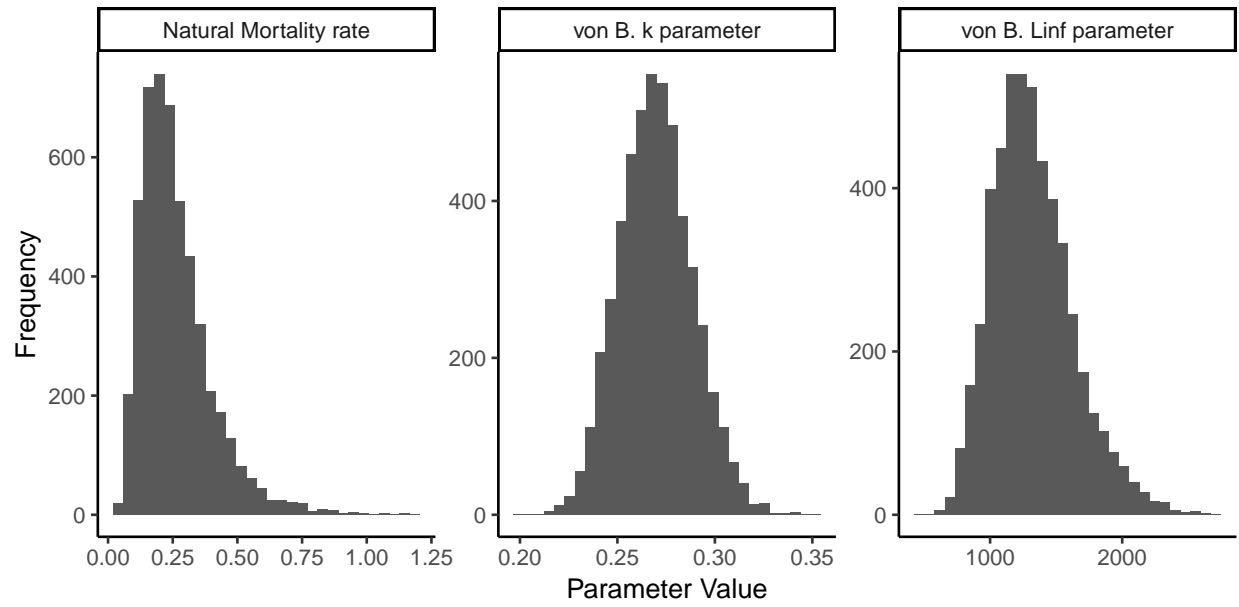 Natural Mortality rate
von B. k parameter
von B. Linf parameter
Frequency
600
400
200
0
0.00 0.25 0.50 0.75 1.00 1.25
400
200
0
0.20 0.25 0.30 0.35
400
200
0
1000 2000
Parameter Value